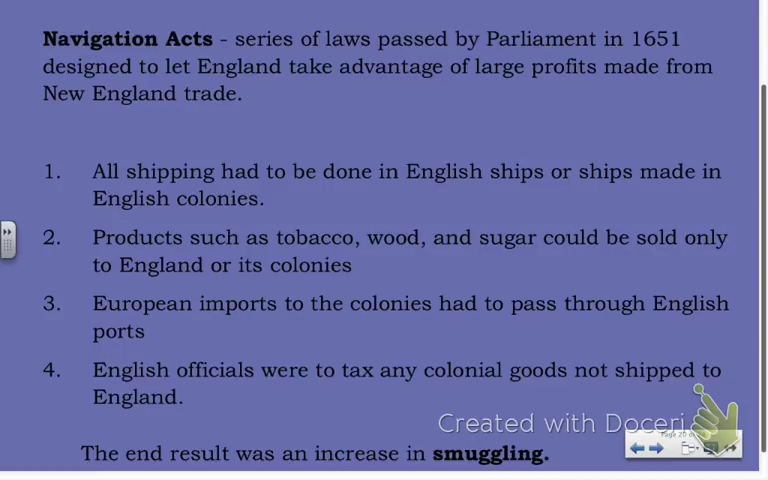 Navigation Acts - series of laws passed by Parliament in 1651
designed to let England take advantage of large profits made from
New England trade.
1. All shipping had to be done in English ships or ships made in
English colonies.
2. Products such as tobacco, wood, and sugar could be sold only
to England or its colonies
3. European imports to the colonies had to pass through English
ports
4. English officials were to tax any colonial goods not shipped to
England.
Created with Doceri
Page 20 of
The end result was an increase in smuggling.